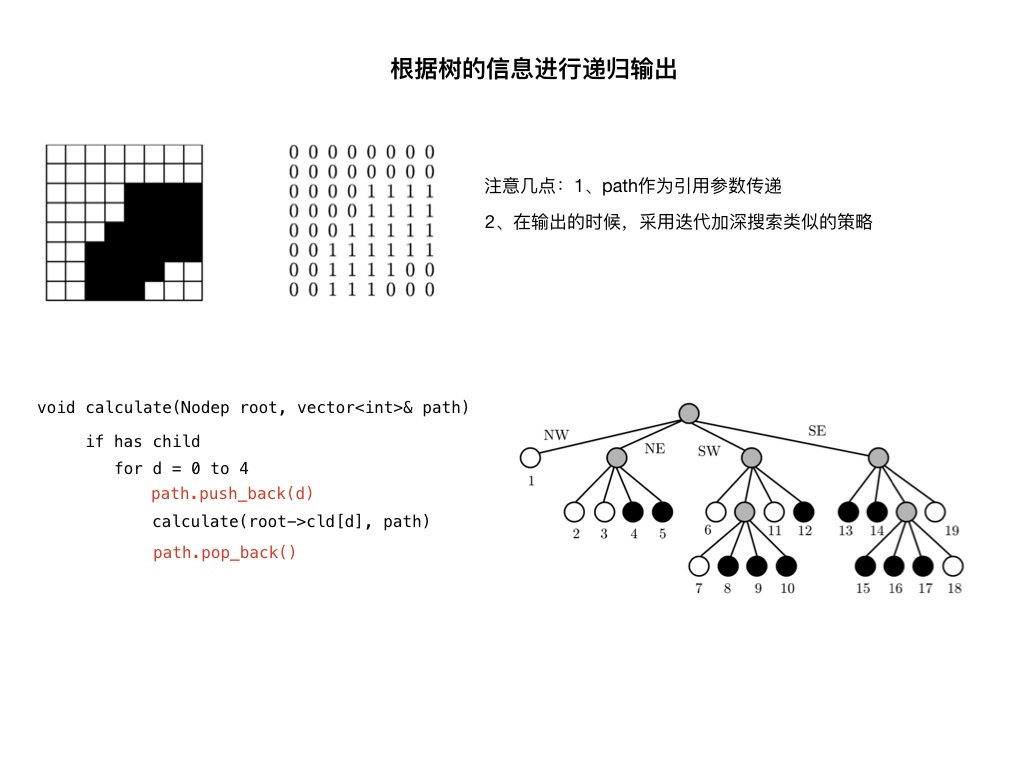 根据树的信息进行递归输出
0 0 0 0 0 0 0 0
0 0 0 0 0 0 0 0
0 0 0 0 1 1 1 1
0 0 0 0 1 1 1 1
0 0 0 1 1 1 1 1
0 0 1 1 1 1 1 1
0 0 1 1 1 1 0 0
0 0 1 1 1 0 0 0
注意几点：1、path作为引用参数传递
2、在输出的时候，采用迭代加深搜索类似的策略
void calculate(Nodep root, vector<int>& path)
if has child
for d = 0 to 4
path.push_back(d)
calculate(root->cld[d], path)
path.pop_back()
NW NE SW SE
1
2 3 4 5 6 11 12 13 14 19
7 8 9 10 15 16 17 18